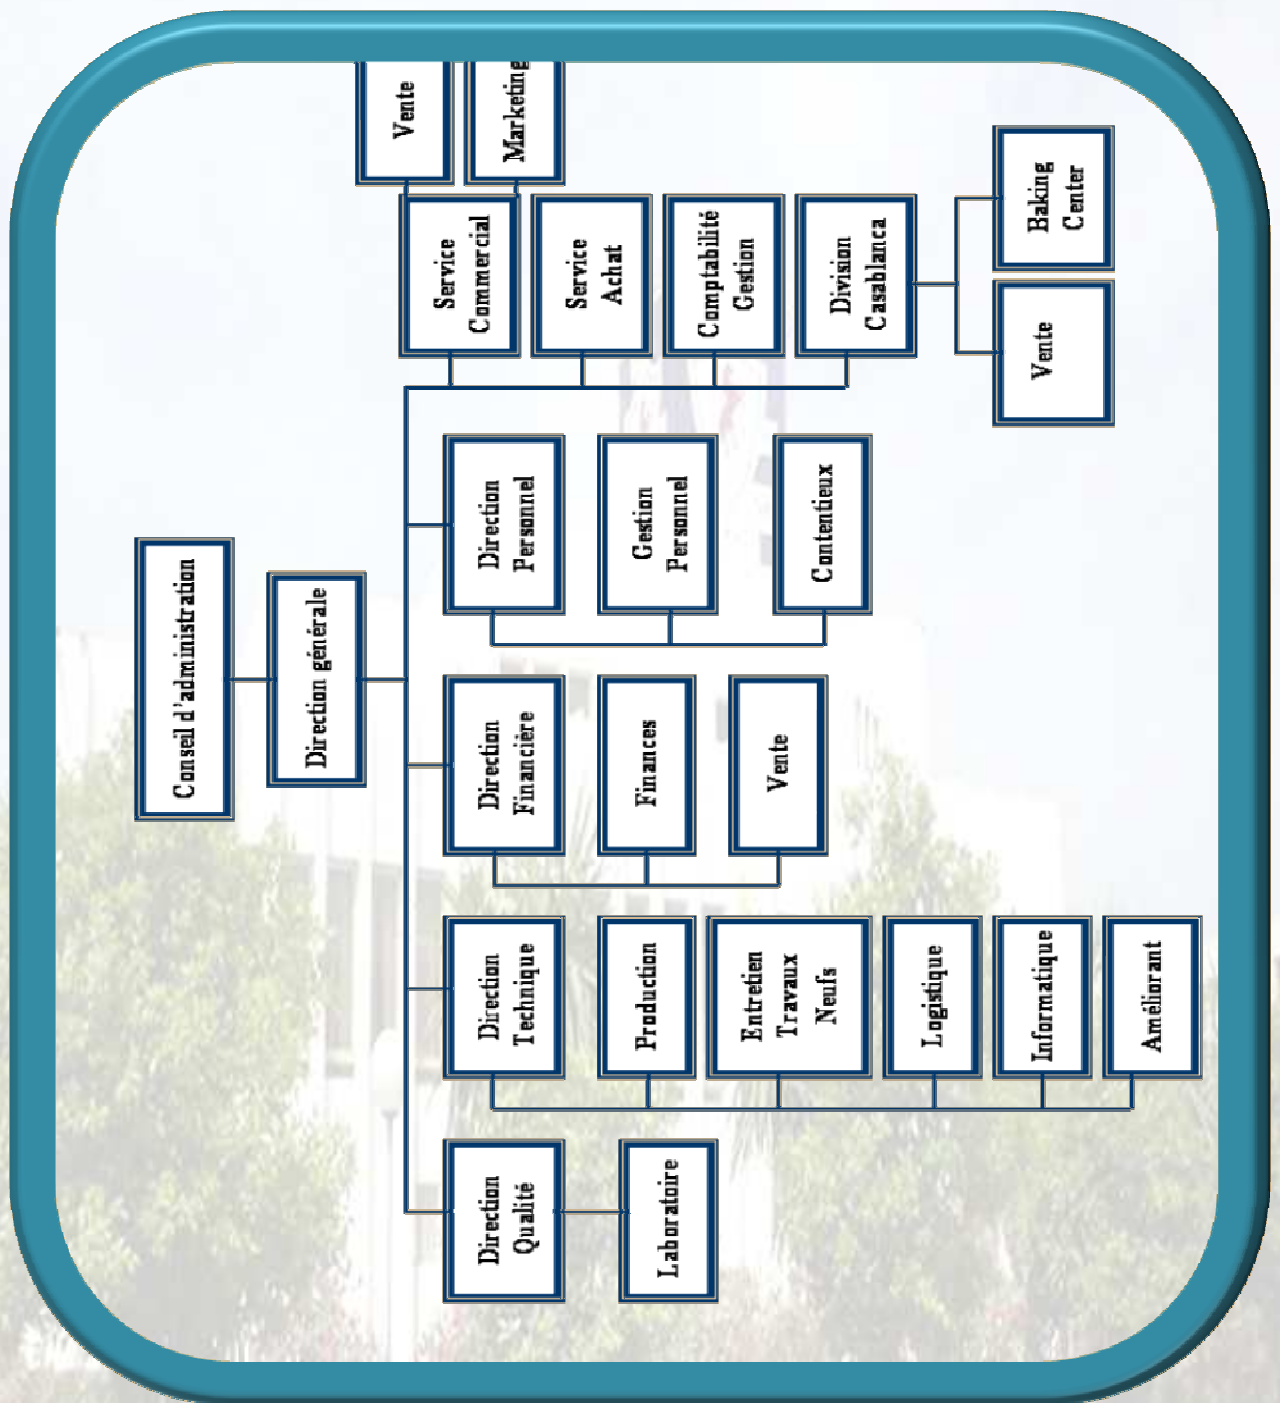 Conseil d'administration
Direction générale
Direction
Qualité
Laboratoire
Direction
Technique
Production
Entretien
Travaux
Neufs
Logistique
Informatique
Améliorant
Direction
Financière
Finances
Vente
Direction
Personnel
Gestion
Personnel
Contentieux
Service
Commercial
Vente
Marketing
Service
Achat
Comptabilité
Gestion
Division
Casablanca
Vente
Baking
Center